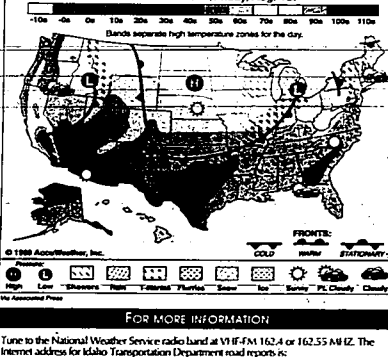 -10s -0s 0s 10s 20s 30s 40s 50s 60s 70s 80s 90s 100s 110s
Bands separate high temperature zones for the day.
L
H
L
FRONTS:
COLD WARM STATIONARY
Pressure:
H L
High Low Showers Rain T-storms Flurries Snow Ice Sunny Pt. Cloudy Cloudy
Via Associated Press
FOR MORE INFORMATION
Tune to the National Weather Service radio band at VHF-FM 162.4 or 162.55 MHZ. The
Internet address for Idaho Transportation Department road reports is: